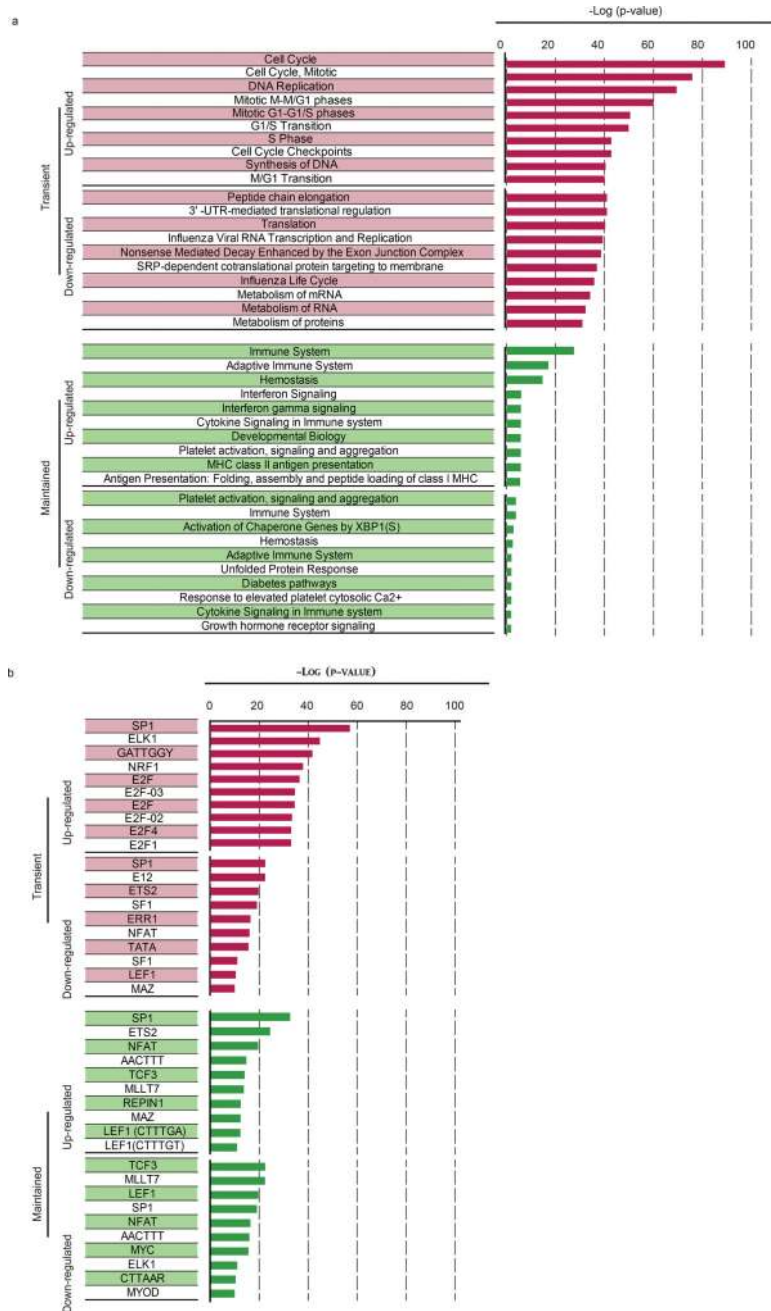 a
-Log (p-value)
0 20 40 60 80 100
Transient
Up-regulated
Cell Cycle
Cell Cycle, Mitotic
DNA Replication
Mitotic M-M/G1 phases
Mitotic G1-G1/S phases
G1/S Transition
S Phase
Cell Cycle Checkpoints
Synthesis of DNA
M/G1 Transition
Down-regulated
Peptide chain elongation
3' -UTR-mediated translational regulation
Translation
Influenza Viral RNA Transcription and Replication
Nonsense Mediated Decay Enhanced by the Exon Junction Complex
SRP-dependent cotranslational protein targeting to membrane
Influenza Life Cycle
Metabolism of mRNA
Metabolism of RNA
Metabolism of proteins
Maintained
Up-regulated
Immune System
Adaptive Immune System
Hemostasis
Interferon Signaling
Interferon gamma signaling
Cytokine Signaling in Immune system
Developmental Biology
Platelet activation, signaling and aggregation
MHC class II antigen presentation
Antigen Presentation: Folding, assembly and peptide loading of class I MHC
Down-regulated
Platelet activation, signaling and aggregation
Immune System
Activation of Chaperone Genes by XBP1(S)
Hemostasis
Adaptive Immune System
Unfolded Protein Response
Diabetes pathways
Response to elevated platelet cytosolic Ca2+
Cytokine Signaling in Immune system
Growth hormone receptor signaling
b
-LOG (P-VALUE)
0 20 40 60 80 100
Transient
Up-regulated
SP1
ELK1
GATTGGY
NRF1
E2F
E2F-03
E2F
E2F-02
E2F4
E2F1
Down-regulated
SP1
E12
ETS2
SF1
ERR1
NFAT
TATA
SF1
LEF1
MAZ
Maintained
Up-regulated
SP1
ETS2
NFAT
AACTTT
TCF3
MLLT7
REPIN1
MAZ
LEF1 (CTTTGA)
LEF1(CTTTGT)
Down-regulated
TCF3
MLLT7
LEF1
SP1
NFAT
AACTTT
MYC
ELK1
CTTAAR
MYOD